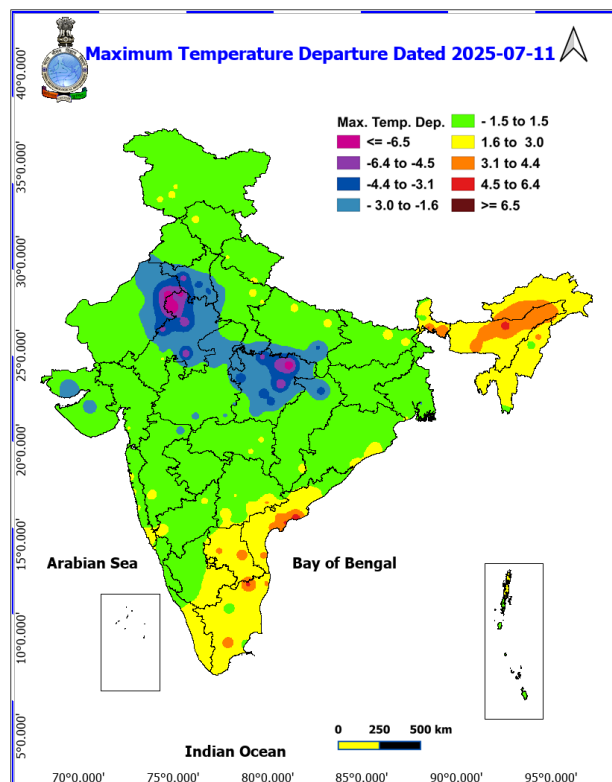 Maximum Temperature Departure Dated 2025-07-11
Max. Temp. Dep.
<= -6.5
-6.4 to -4.5
-4.4 to -3.1
- 3.0 to -1.6
- 1.5 to 1.5
1.6 to 3.0
3.1 to 4.4
4.5 to 6.4
>= 6.5
40°0.000'
35°0.000'
30°0.000'
25°0.000'
20°0.000'
15°0.000'
10°0.000'
5°0.000'
Arabian Sea
Bay of Bengal
Indian Ocean
0 250 500 km
70°0.000' 75°0.000' 80°0.000' 85°0.000' 90°0.000' 95°0.000'